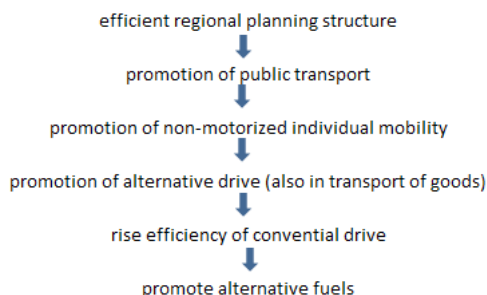 efficient regional planning structure
promotion of public transport
promotion of non-motorized individual mobility
promotion of alternative drive (also in transport of goods)
rise efficiency of convential drive
promote alternative fuels